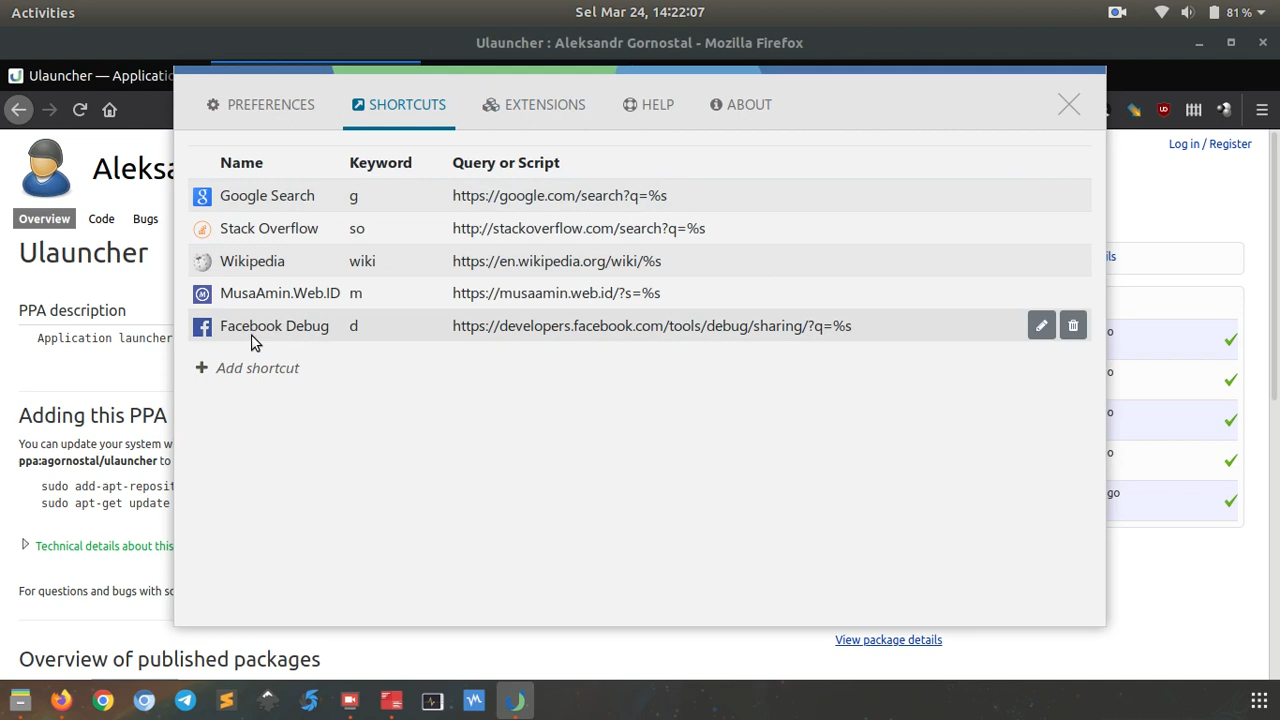 Activities
Sel Mar 24, 14:22:07
81%
Ulauncher : Aleksandr Gornostal - Mozilla Firefox
Ulauncher — Applicati
PREFERENCES
SHORTCUTS
EXTENSIONS
HELP
ABOUT
Log in / Register
Aleksa
Overview
Code
Bugs
Ulauncher
PPA description
Application launcher
Adding this PPA
You can update your system w
ppa:agornostal/ulauncher to
sudo add-apt-reposit
sudo apt-get update
Technical details about this
For questions and bugs with so
Overview of published packages
Name Keyword Query or Script
Google Search g https://google.com/search?q=%s
Stack Overflow so http://stackoverflow.com/search?q=%s
Wikipedia wiki https://en.wikipedia.org/wiki/%s
MusaAmin.Web.ID m https://musaamin.web.id/?s=%s
Facebook Debug d https://developers.facebook.com/tools/debug/sharing/?q=%s
Add shortcut
ils
o
o
o
o
go
View package details